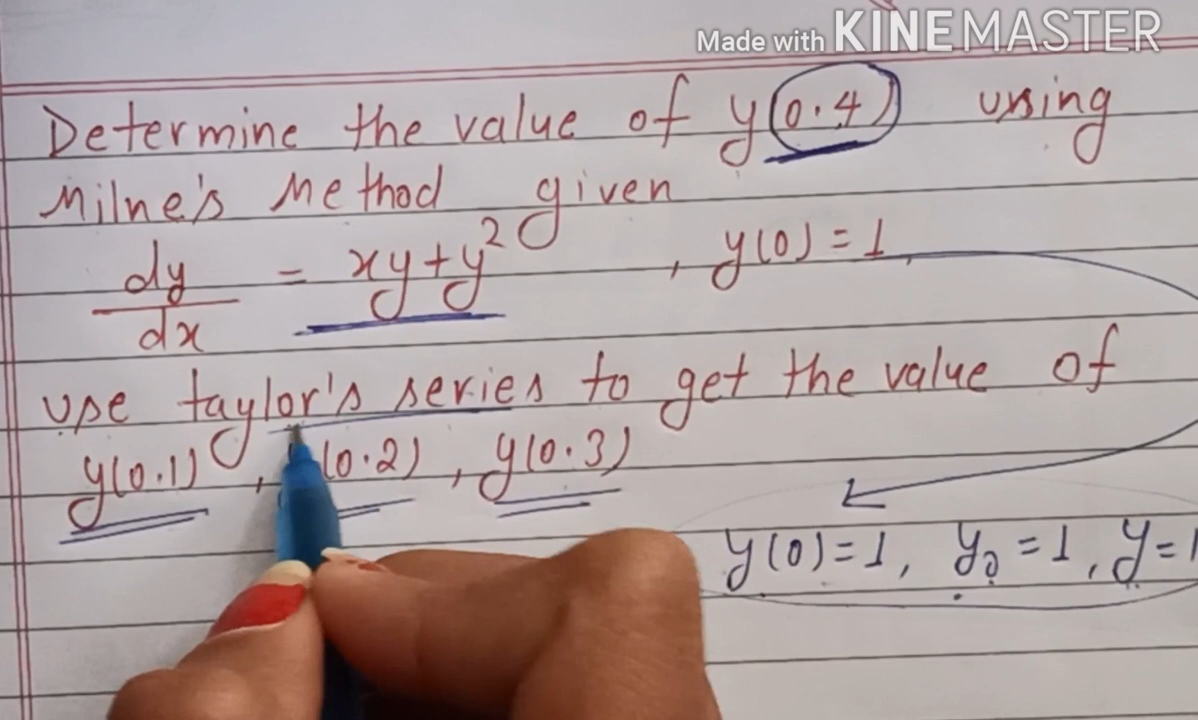 Made with KINEMASTER
Determine the value of y(0.4) using
Milne's Method given
dy/dx = xy+y² , y(0) = 1
use taylor's series to get the value of
y(0.1) , (0.2) , y(0.3)
y(0)=1, y₀=1, y=1